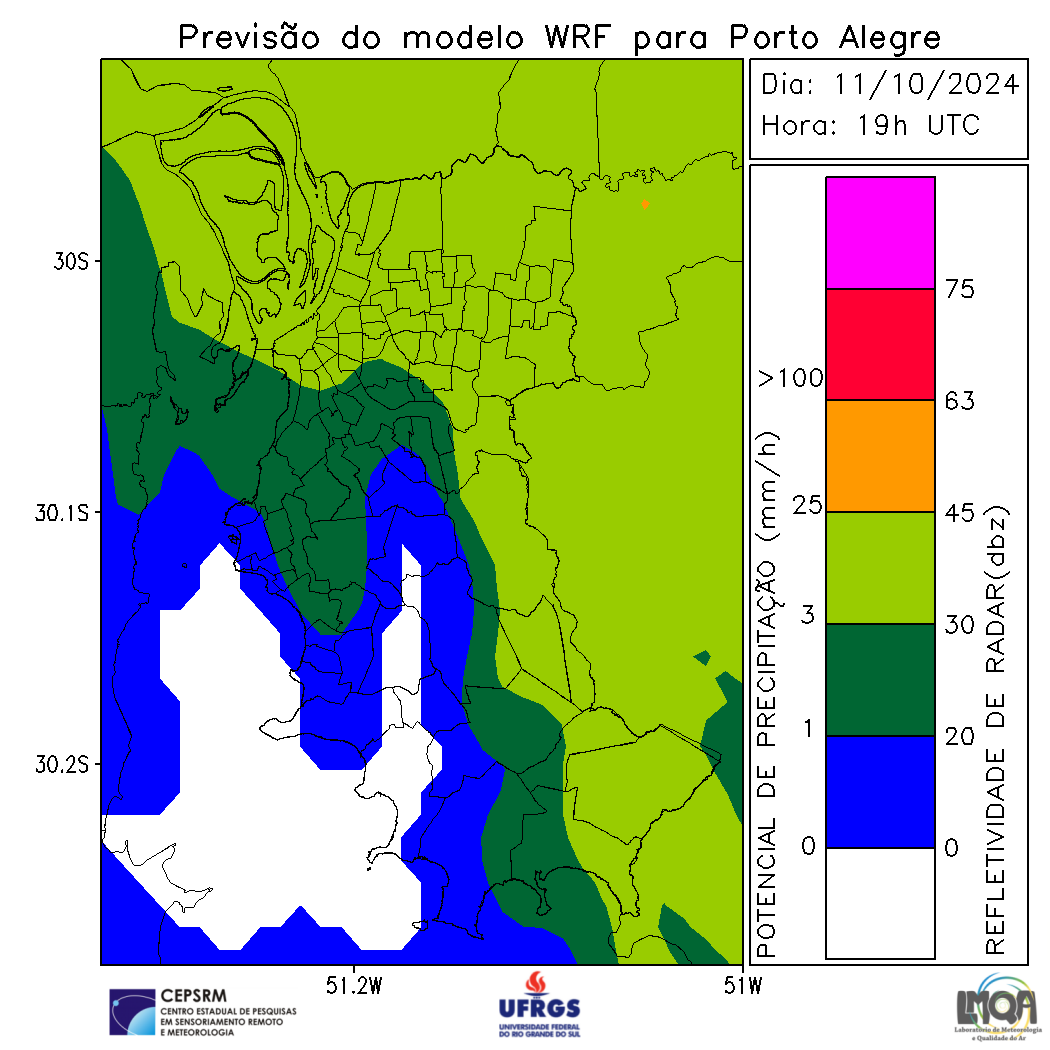 Previsão do modelo WRF para Porto Alegre
Dia: 11/10/2024
Hora: 19h UTC
30S
30.1S
30.2S
51.2W
51W
POTENCIAL DE PRECIPITAÇÃO (mm/h)
>100
25
3
1
0
75
63
45
30
20
0
REFLETIVIDADE DE RADAR(dbz)
CEPSRM
CENTRO ESTADUAL DE PESQUISAS
EM SENSORIAMENTO REMOTO
E METEOROLOGIA
UFRGS
UNIVERSIDADE FEDERAL
DO RIO GRANDE DO SUL
LMQA
Laboratório de Meteorologia
e Qualidade do Ar